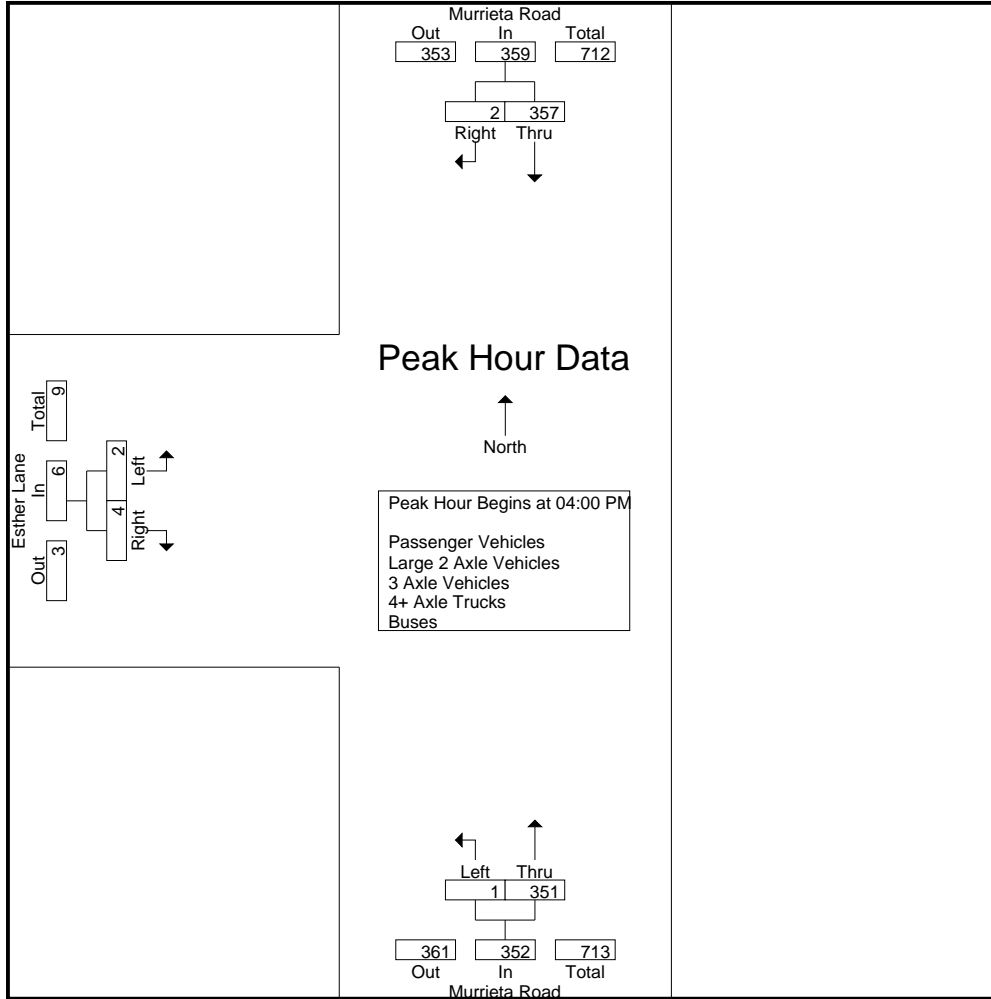 Murrieta Road
Out In Total
353 359 712
2 357
Right Thru
Peak Hour Data
North
Peak Hour Begins at 04:00 PM
Passenger Vehicles
Large 2 Axle Vehicles
3 Axle Vehicles
4+ Axle Trucks
Buses
Esther Lane
Out In Total
3 6 9
Right Left
4 2
Left Thru
1 351
361 352 713
Out In Total
Murrieta Road